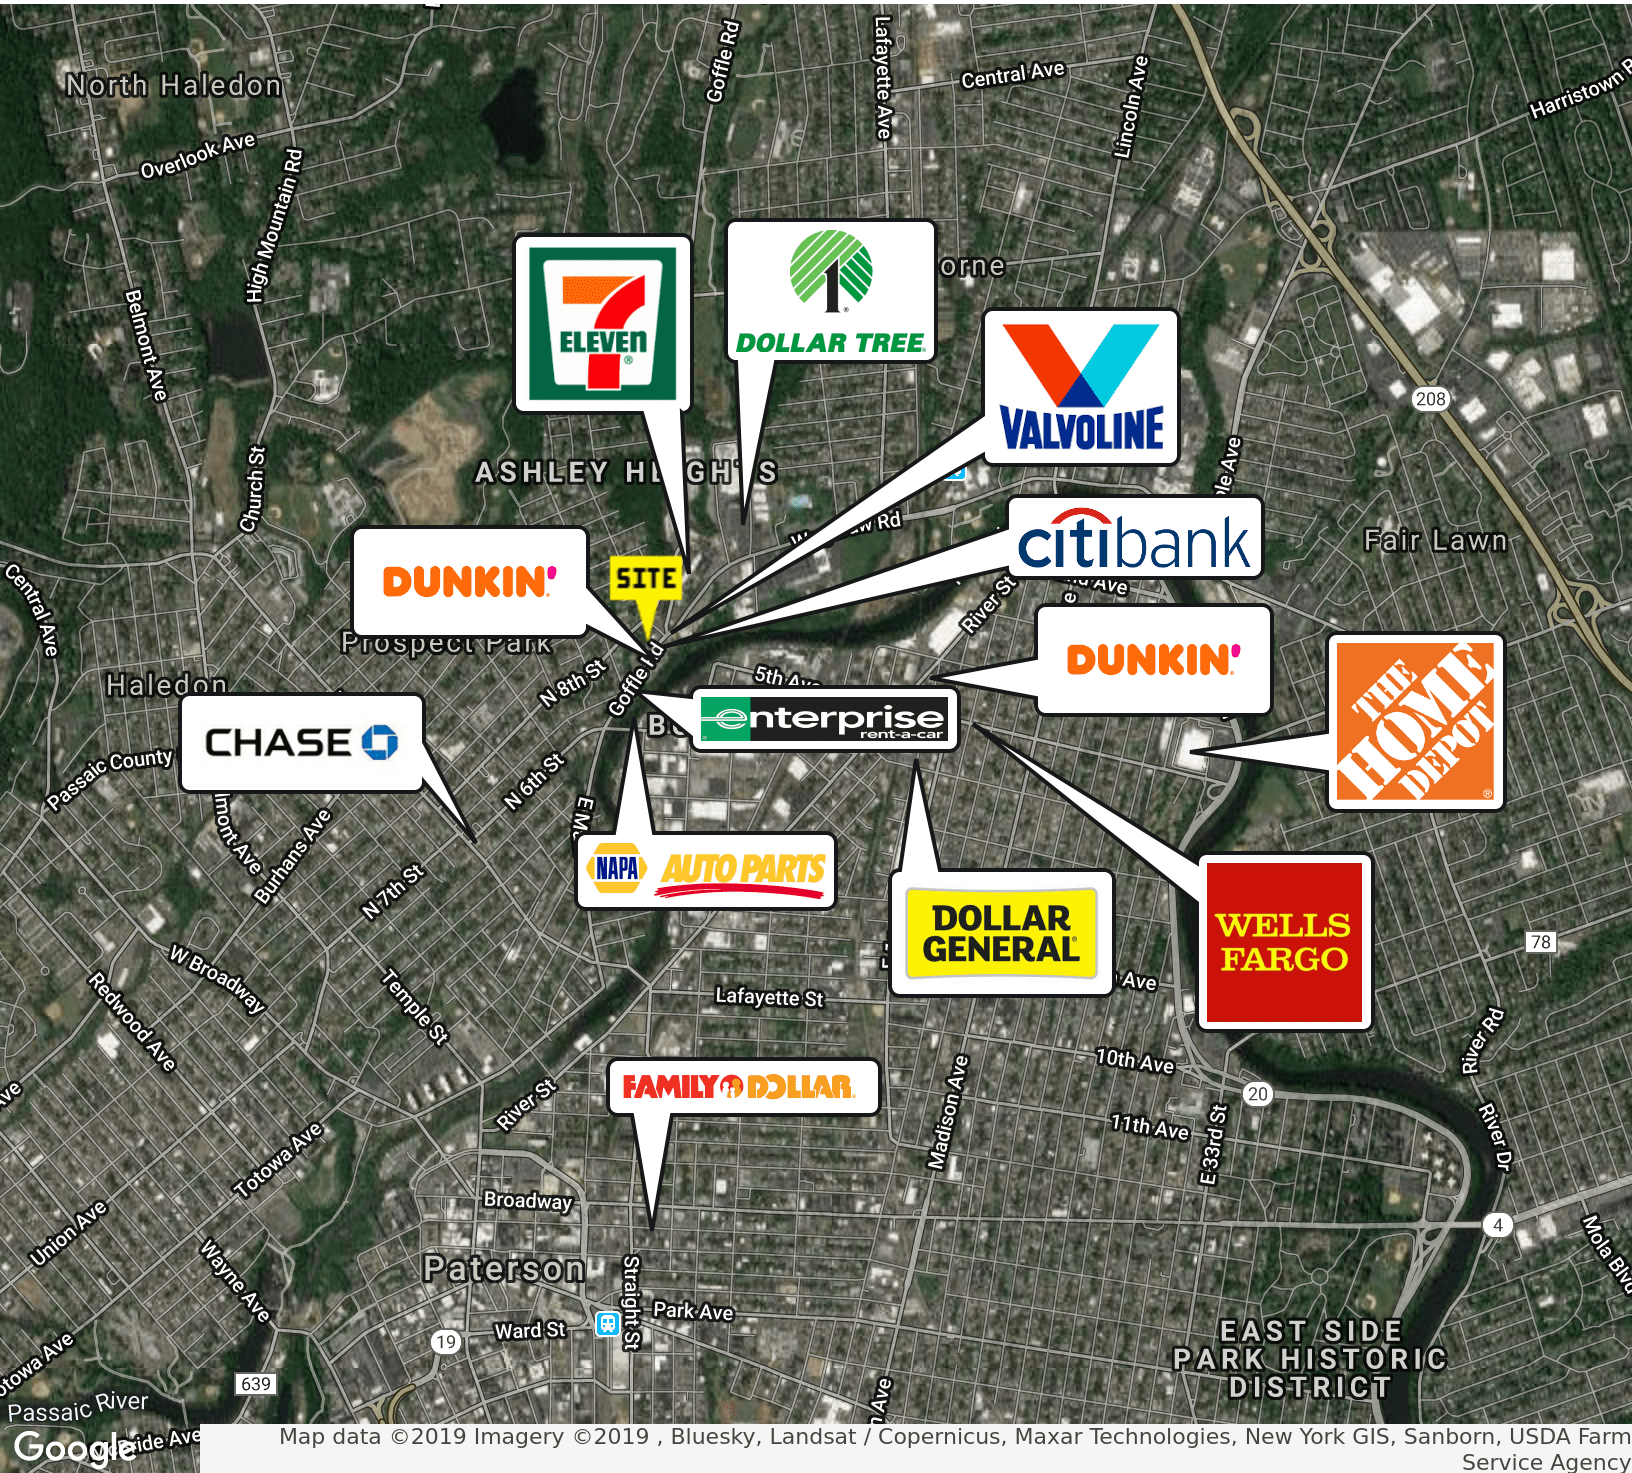 North Haledon
Overlook Ave
High Mountain Rd
Belmont Ave
Goffle Rd
Lafayette Ave
Central Ave
Lincoln Ave
208
7
ELEVEN
®
1
DOLLAR TREE
orne
VALVOLINE
ASHLEY HEIGHTS
Church St
Central Ave
citibank
Fair Lawn
DUNKIN'
SITE
River St
Prospect Park
Haledon
N 8th St
5th Ave
DUNKIN'
THE
HOME
DEPOT
®
CHASE
enterprise
rent-a-car
Passaic County
N 6th St
Burhans Ave
N 7th St
NAPA AUTO PARTS
DOLLAR
GENERAL
WELLS
FARGO
78
W Broadway
Redwood Ave
Temple St
Lafayette St
Ave
10th Ave
FAMILY DOLLAR
20
River Rd
River St
Madison Ave
11th Ave
E 33rd St
River Dr
Totowa Ave
Union Ave
Wayne Ave
Broadway
4
Mola Blvd
Paterson
Straight St
Park Ave
Ward St
19
EAST SIDE
PARK HISTORIC
DISTRICT
639
Passaic River
Google
Map data ©2019 Imagery ©2019 , Bluesky, Landsat / Copernicus, Maxar Technologies, New York GIS, Sanborn, USDA Farm
Service Agency